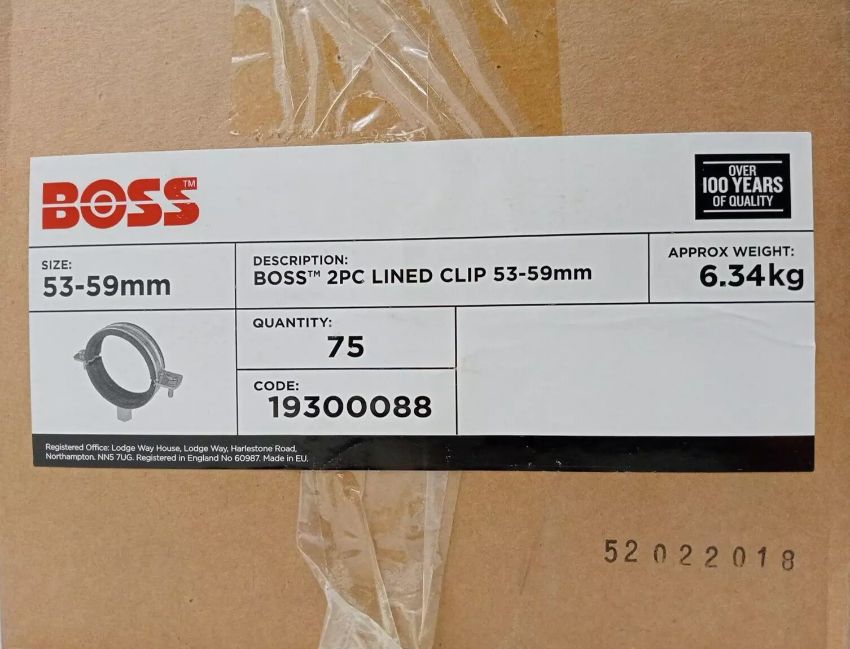 BOSS™
OVER
100 YEARS
OF QUALITY
SIZE:
53-59mm
DESCRIPTION:
BOSS™ 2PC LINED CLIP 53-59mm
APPROX WEIGHT:
6.34kg
QUANTITY:
75
CODE:
19300088
Registered Office: Lodge Way House, Lodge Way, Harlestone Road,
Northampton. NN5 7UG. Registered in England No 60987. Made in EU.
52022018